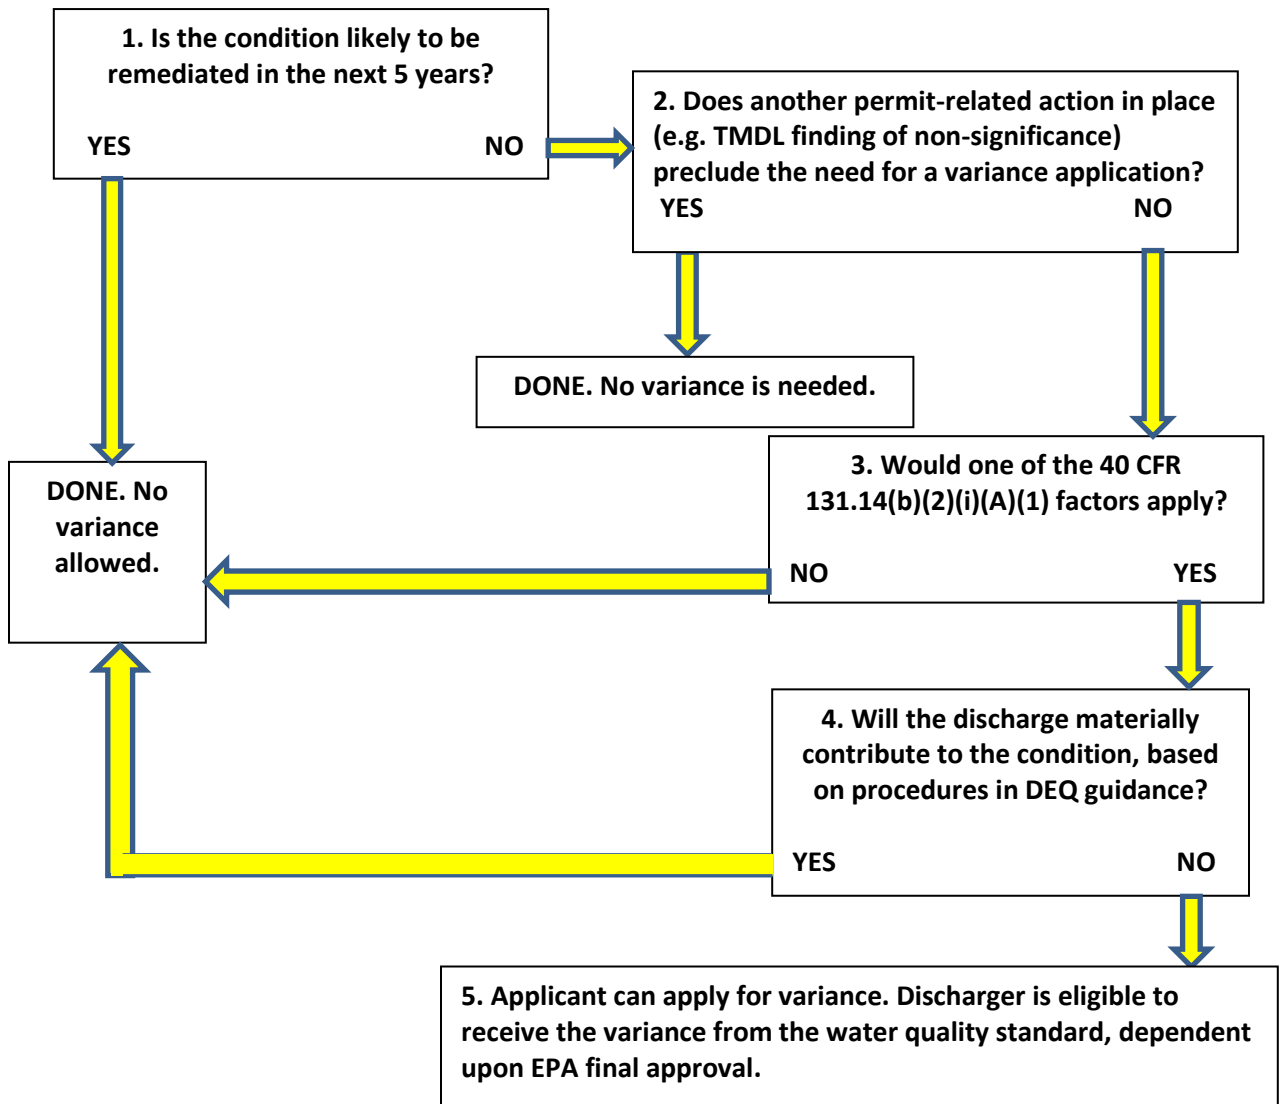 1. Is the condition likely to be
remediated in the next 5 years?
YES NO
2. Does another permit-related action in place
(e.g. TMDL finding of non-significance)
preclude the need for a variance application?
YES NO
DONE. No variance is needed.
DONE. No
variance
allowed.
3. Would one of the 40 CFR
131.14(b)(2)(i)(A)(1) factors apply?
NO YES
4. Will the discharge materially
contribute to the condition, based
on procedures in DEQ guidance?
YES NO
5. Applicant can apply for variance. Discharger is eligible to
receive the variance from the water quality standard, dependent
upon EPA final approval.